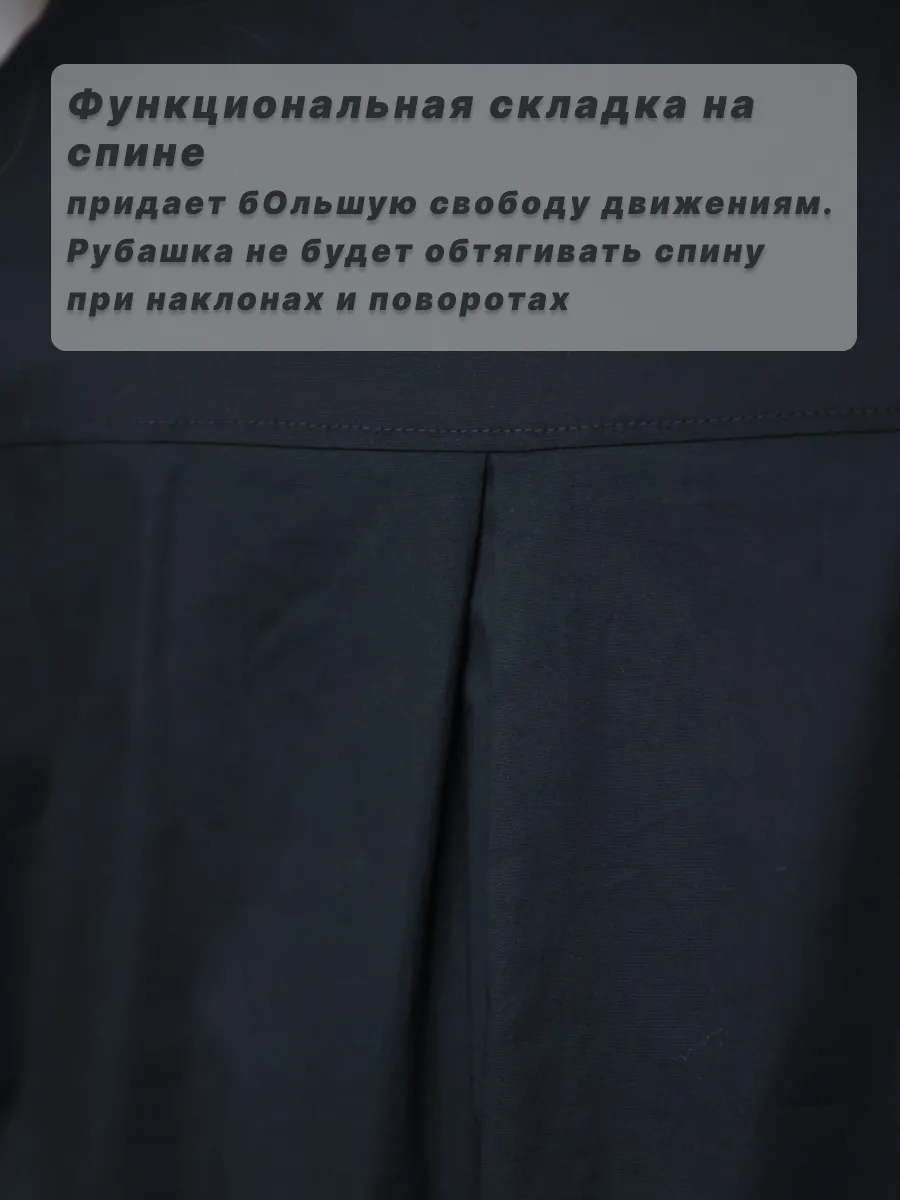 Функциональная складка на
спине
придает бОльшую свободу движениям.
Рубашка не будет обтягивать спину
при наклонах и поворотах